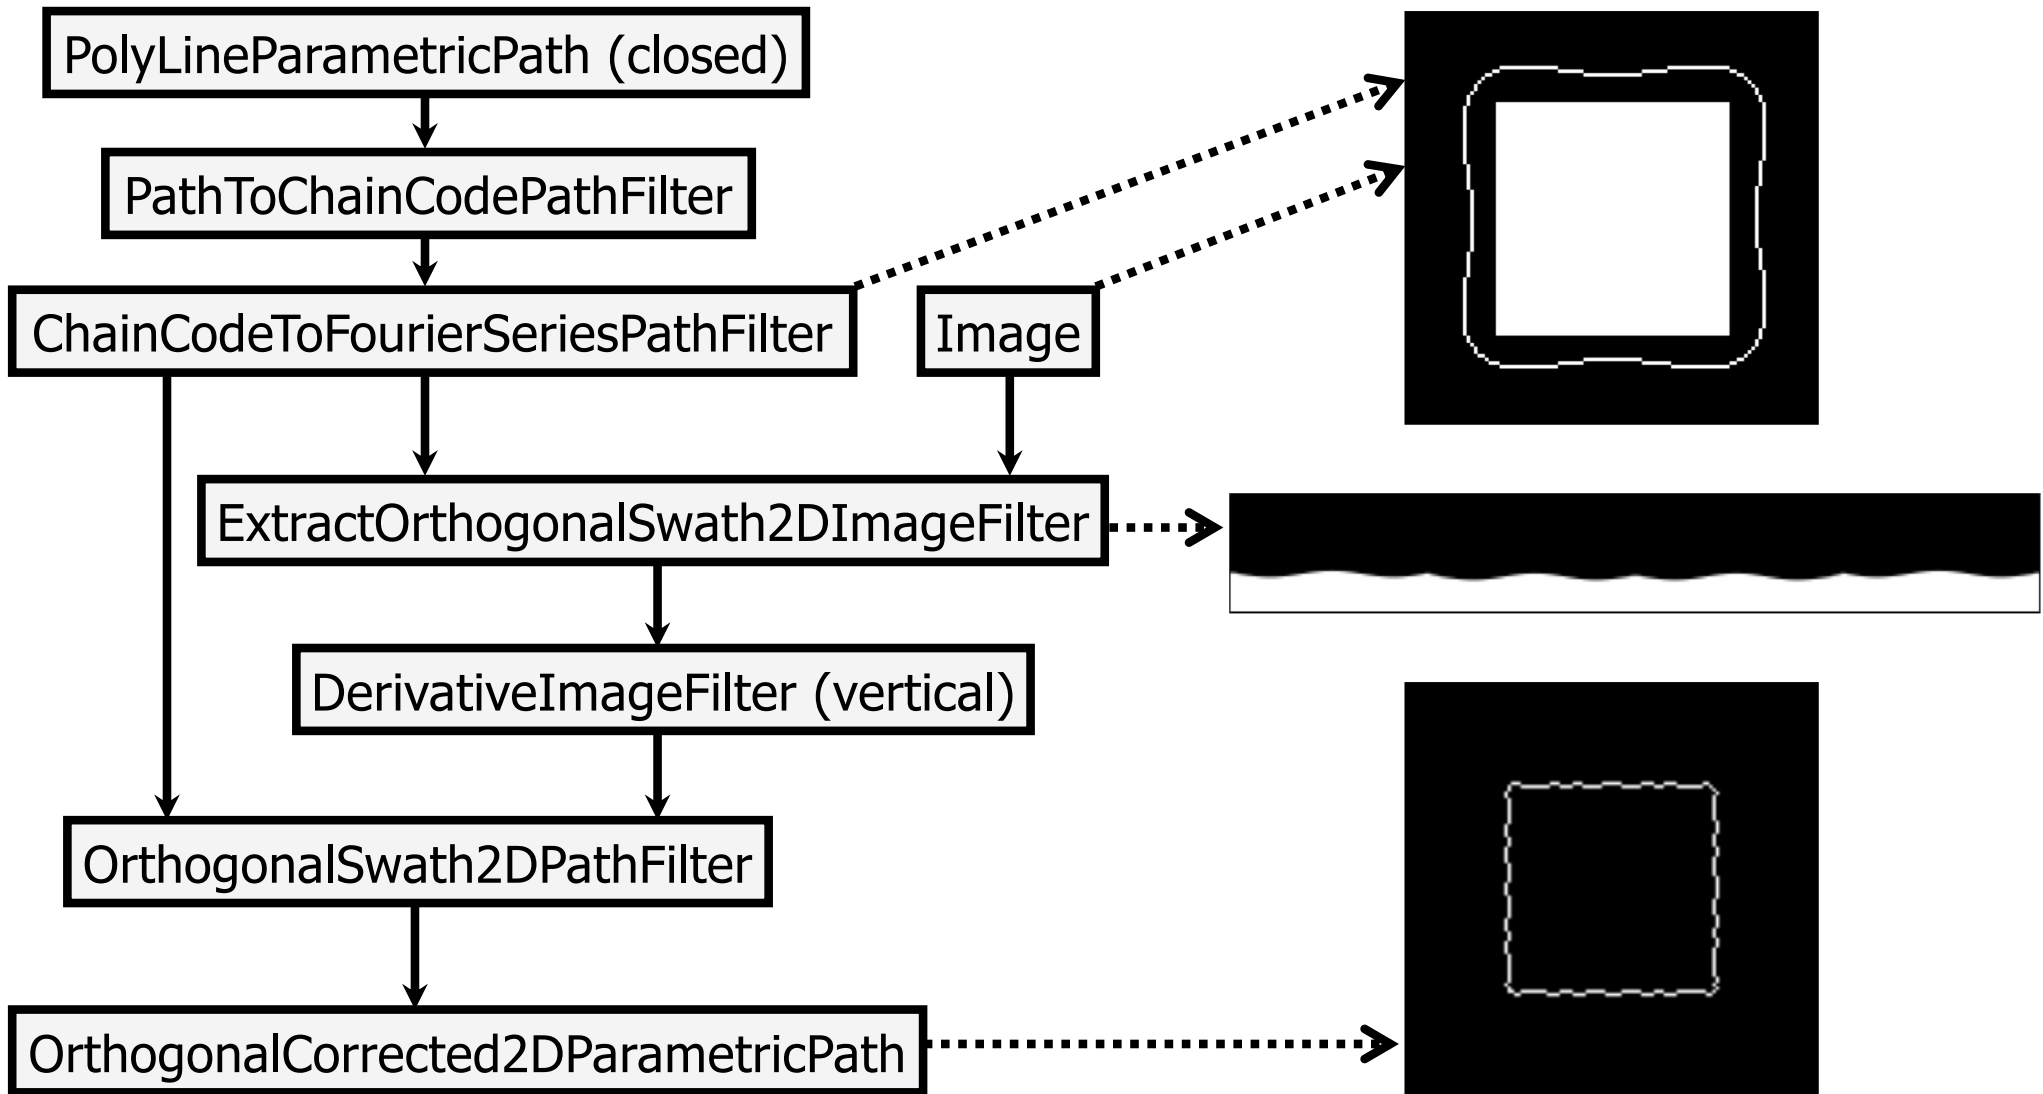 PolyLineParametricPath (closed)
PathToChainCodePathFilter
ChainCodeToFourierSeriesPathFilter
Image
ExtractOrthogonalSwath2DImageFilter
DerivativeImageFilter (vertical)
OrthogonalSwath2DPathFilter
OrthogonalCorrected2DParametricPath